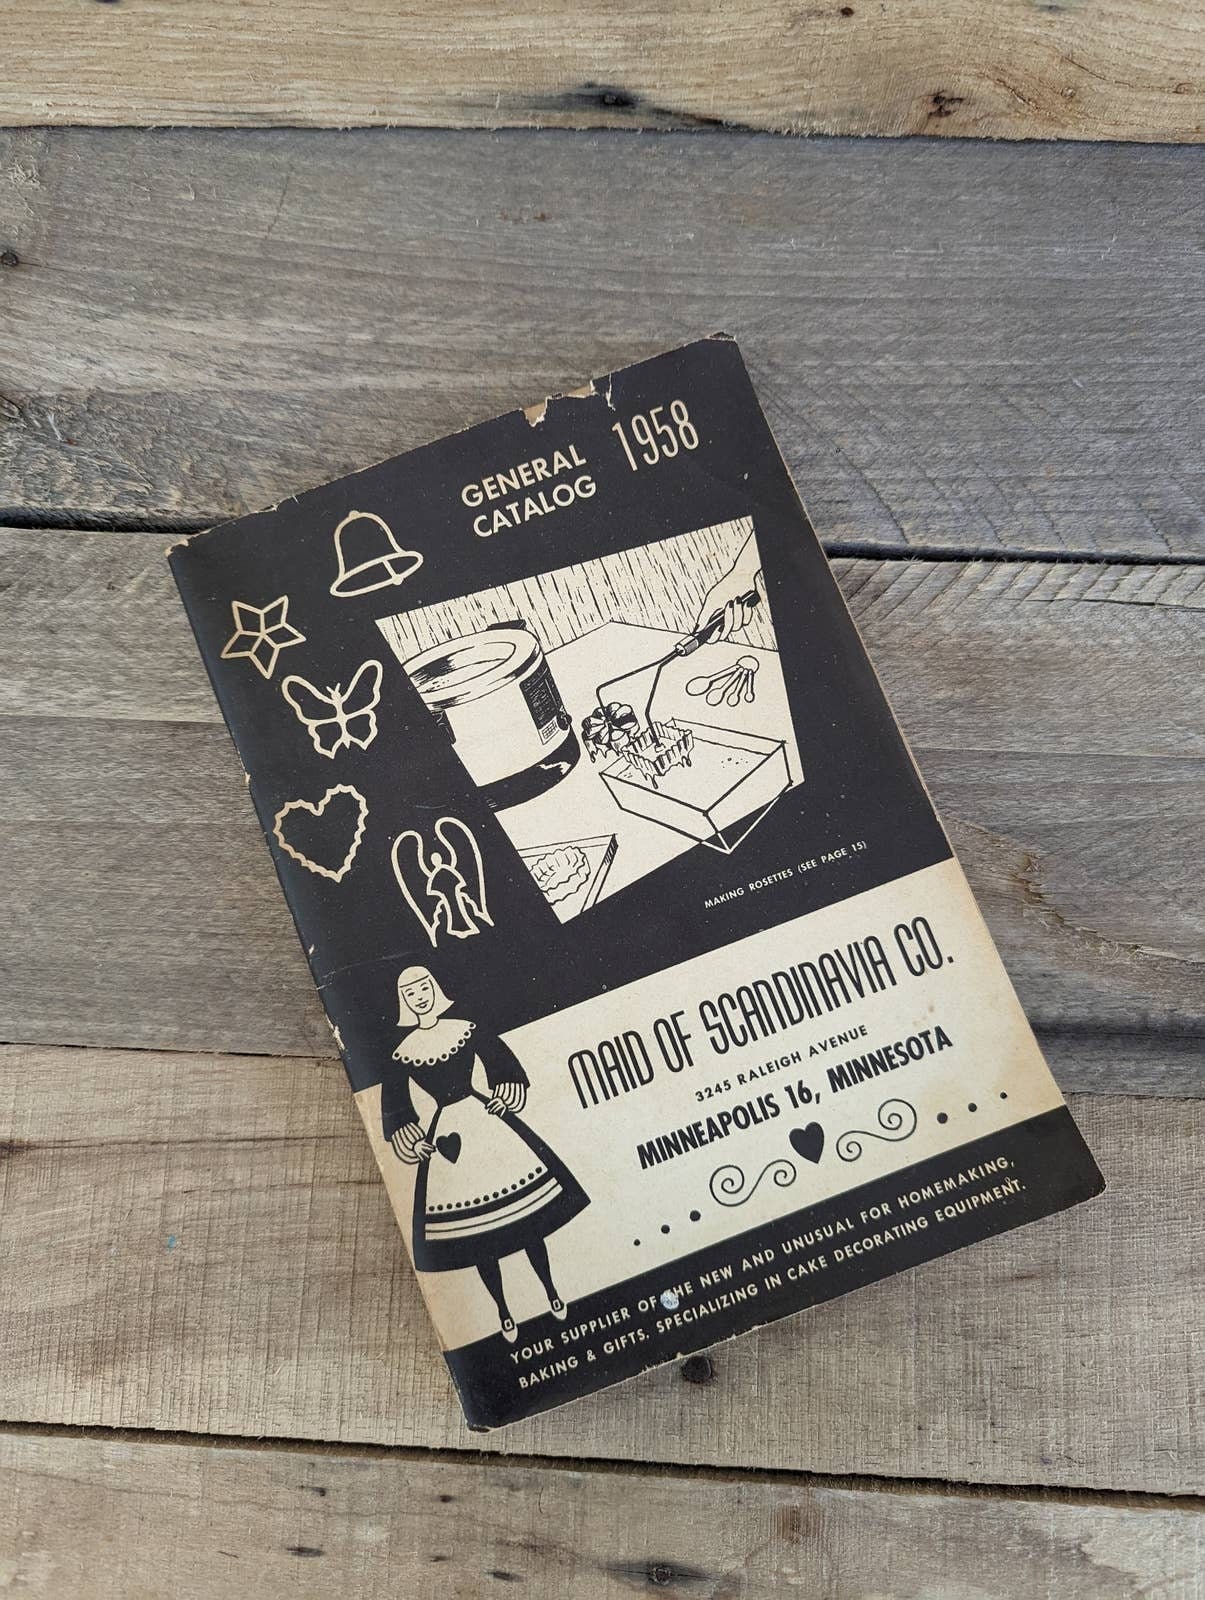 GENERAL
CATALOG
1958
MAKING ROSETTES (SEE PAGE 15)
MAID OF SCANDINAVIA CO.
3245 RALEIGH AVENUE
MINNEAPOLIS 16, MINNESOTA
YOUR SUPPLIER OF THE NEW AND UNUSUAL FOR HOMEMAKING,
BAKING & GIFTS. SPECIALIZING IN CAKE DECORATING EQUIPMENT.